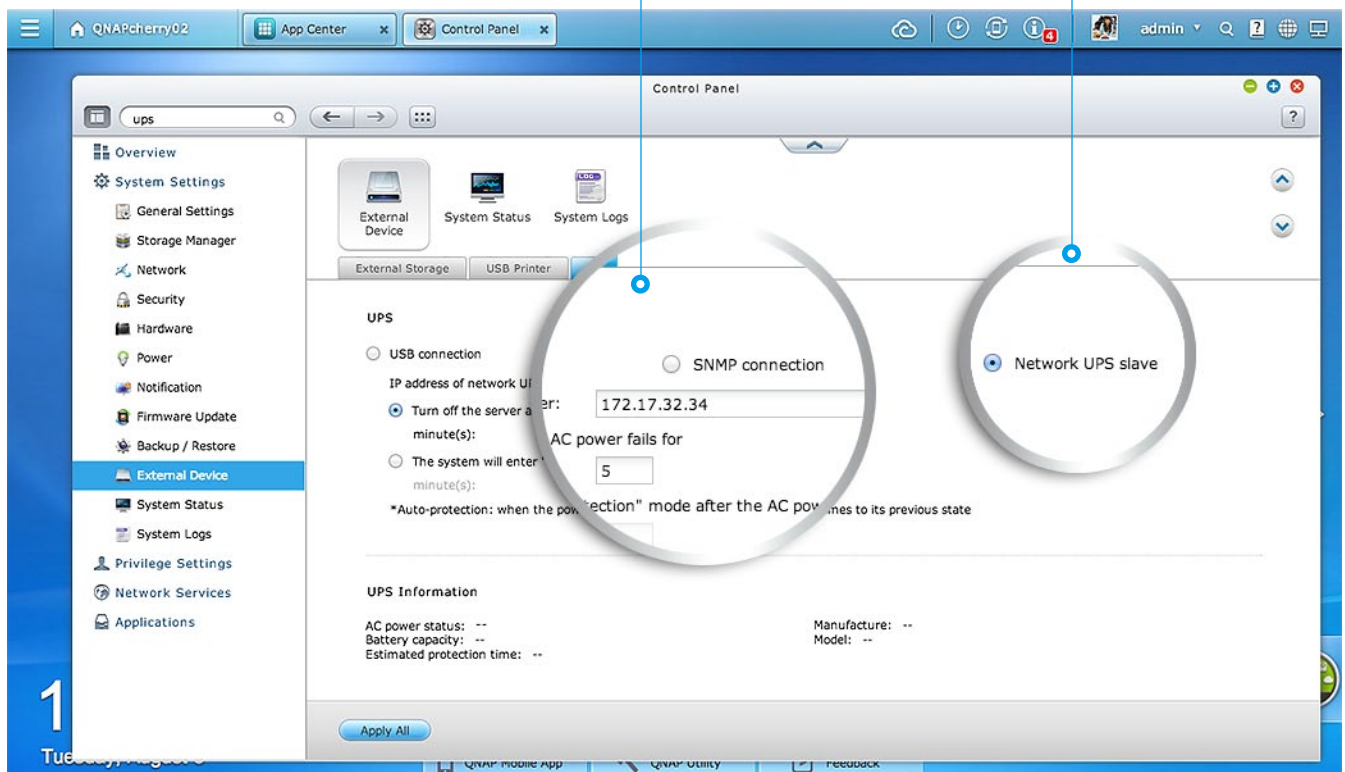 QNAPcherry02
App Center x
Control Panel x
4
admin
?
Control Panel
ups
?
Overview
System Settings
General Settings
Storage Manager
Network
Security
Hardware
Power
Notification
Firmware Update
Backup / Restore
External Device
System Status
System Logs
Privilege Settings
Network Services
Applications
External Device
System Status
LOG
System Logs
External Storage
USB Printer
UPS
USB connection
SNMP connection
Network UPS slave
IP address of network
er: 172.17.32.34
Turn off the server
AC power fails for
minute(s): 5
The system will enter
ection" mode after the AC
minute(s):
*Auto-protection: when the
to its previous state
UPS Information
AC power status: --
Manufacture: --
Battery capacity: --
Model: --
Estimated protection time: --
Apply All
1
QNAP Mobile App
QNAP Utility
Feedback